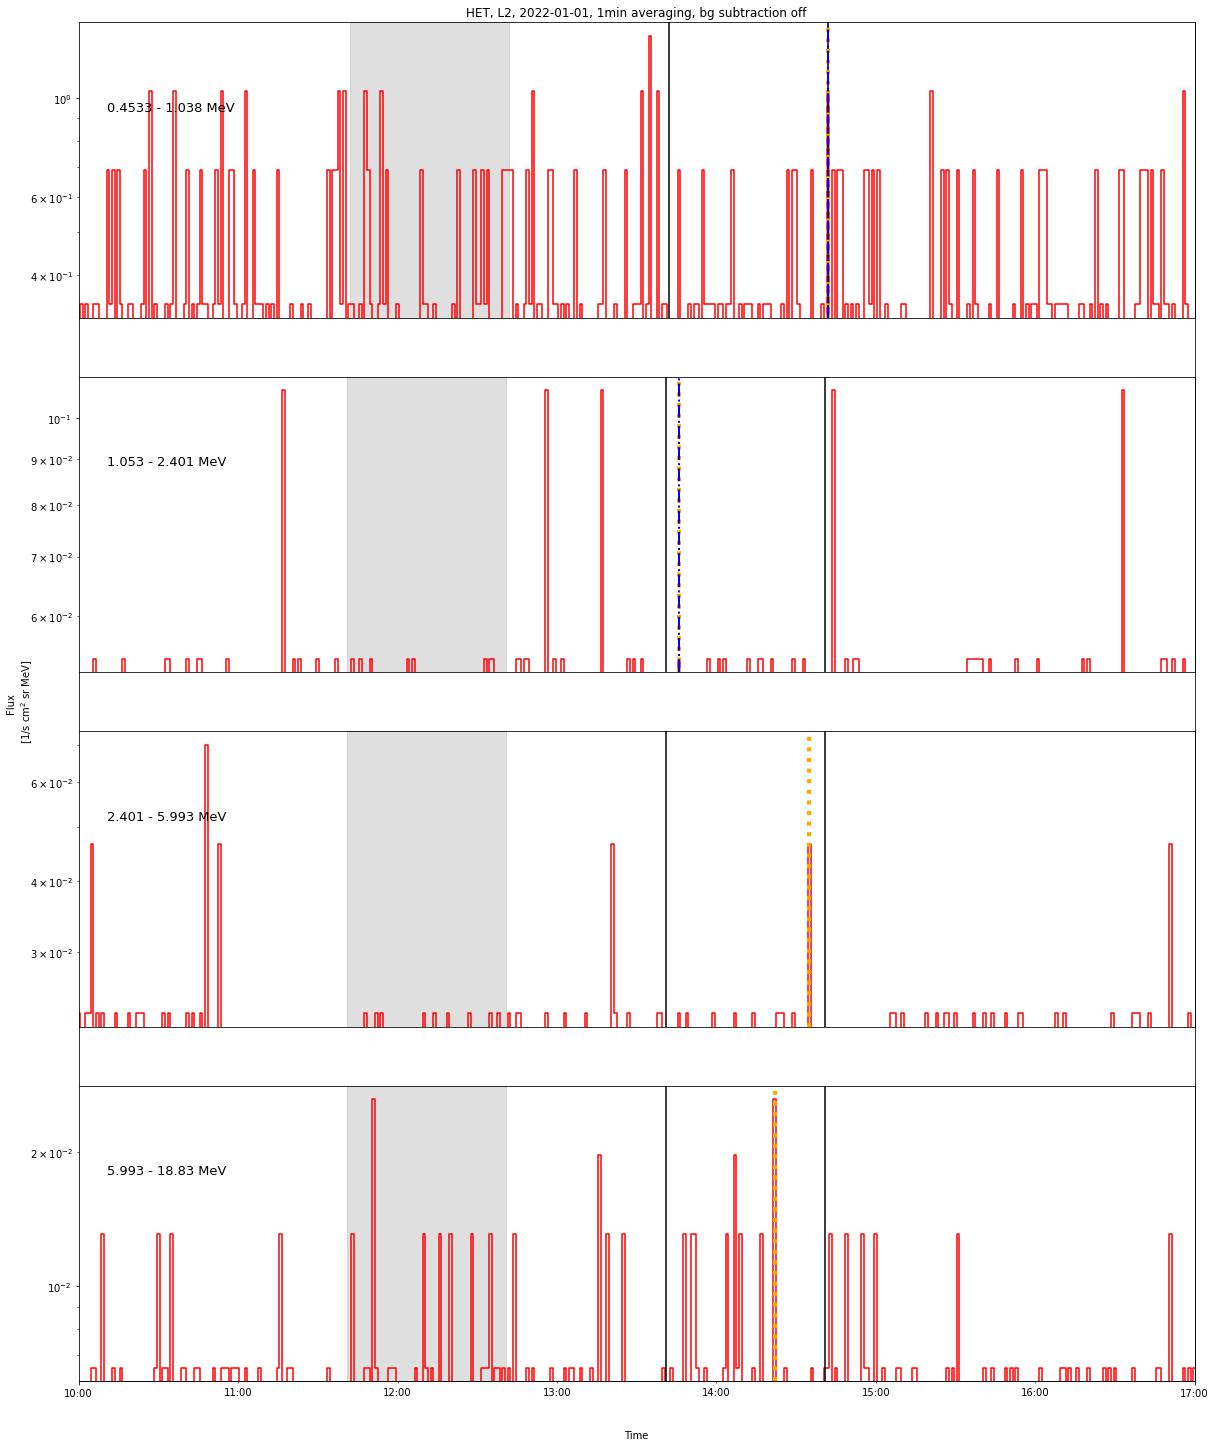 HET, L2, 2022-01-01, 1min averaging, bg subtraction off
10⁰
6 × 10⁻¹
4 × 10⁻¹
0.4533 - 1.038 MeV
10⁻¹
9 × 10⁻²
8 × 10⁻²
7 × 10⁻²
6 × 10⁻²
1.053 - 2.401 MeV
Flux
[1/s cm² sr MeV]
6 × 10⁻²
4 × 10⁻²
3 × 10⁻²
2.401 - 5.993 MeV
2 × 10⁻²
10⁻²
5.993 - 18.83 MeV
10:00 11:00 12:00 13:00 14:00 15:00 16:00 17:00
Time